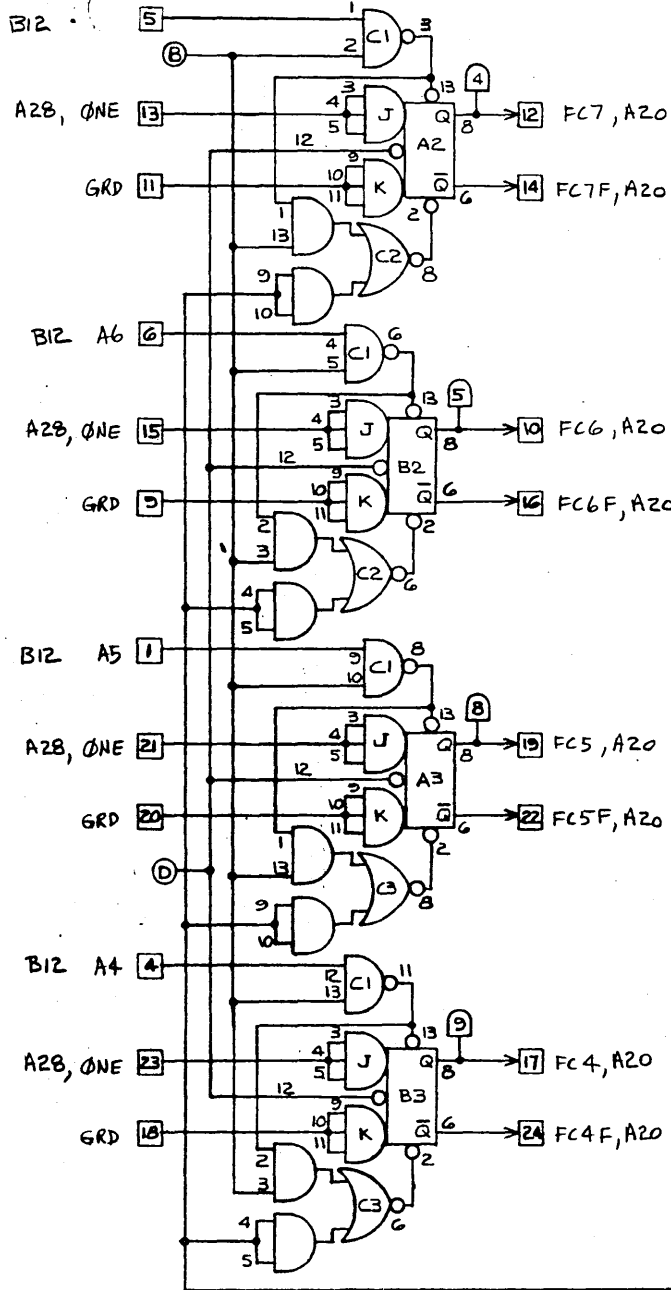 B12 5 1 C1 3
B 2
13 4
A28, ØNE 13 3 4 5 J Q 8 12 FC7, A20
12 A2
GRD 11 9 10 11 K Q̅ 6 14 FC7F, A20
2
1 13 C2 8
9
10
B12 A6 6 4 5 C1 6
13 5
A28, ØNE 15 3 4 5 J Q 8 10 FC6, A20
12 B2
GRD 9 9 10 11 K Q̅ 6 16 FC6F, A20
2
2 3 C2 6
4
5
B12 A5 1 9 10 C1 8
13 8
A28, ØNE 21 3 4 5 J Q 8 19 FC5, A20
12 A3
GRD 20 9 10 11 K Q̅ 6 22 FC5F, A20
2
D 1 13 C3 8
9
10
B12 A4 4 12 13 C1 11
13 9
A28, ØNE 23 3 4 5 J Q 8 17 FC4, A20
12 B3
GRD 18 9 10 11 K Q̅ 6 24 FC4F, A20
2
2 3 C3 6
4
5